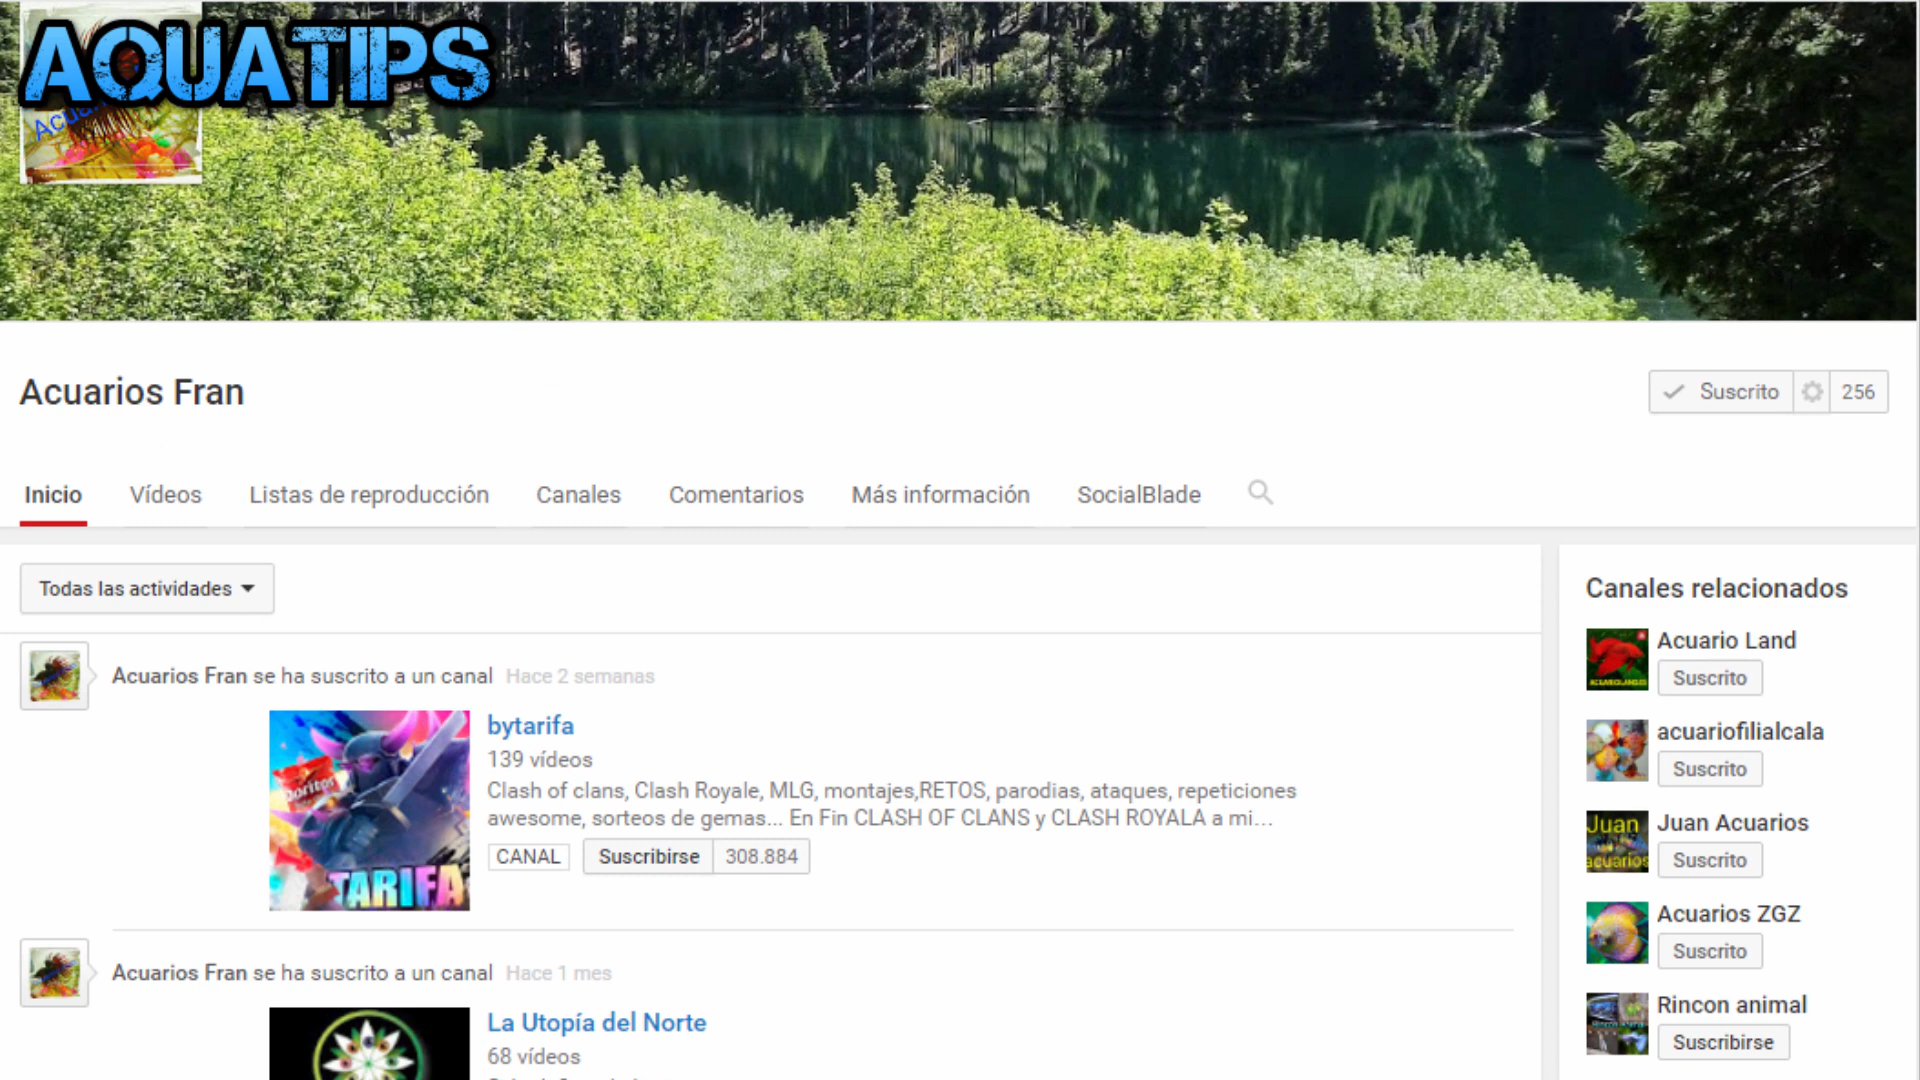 AQUATIPS
Acuarios Fran
Suscrito
256
Inicio
Vídeos
Listas de reproducción
Canales
Comentarios
Más información
SocialBlade
Todas las actividades
Acuarios Fran se ha suscrito a un canal Hace 2 semanas
Doritos
TARIFA
bytarifa
139 vídeos
Clash of clans, Clash Royale, MLG, montajes,RETOS, parodias, ataques, repeticiones
awesome, sorteos de gemas... En Fin CLASH OF CLANS y CLASH ROYALA a mi...
CANAL
Suscribirse
308.884
Acuarios Fran se ha suscrito a un canal Hace 1 mes
La Utopía del Norte
68 vídeos
Canales relacionados
Acuario Land
Suscrito
acuariofilialcala
Suscrito
Juan
acuarios
Juan Acuarios
Suscrito
Acuarios ZGZ
Suscrito
Rincon animal
Suscribirse